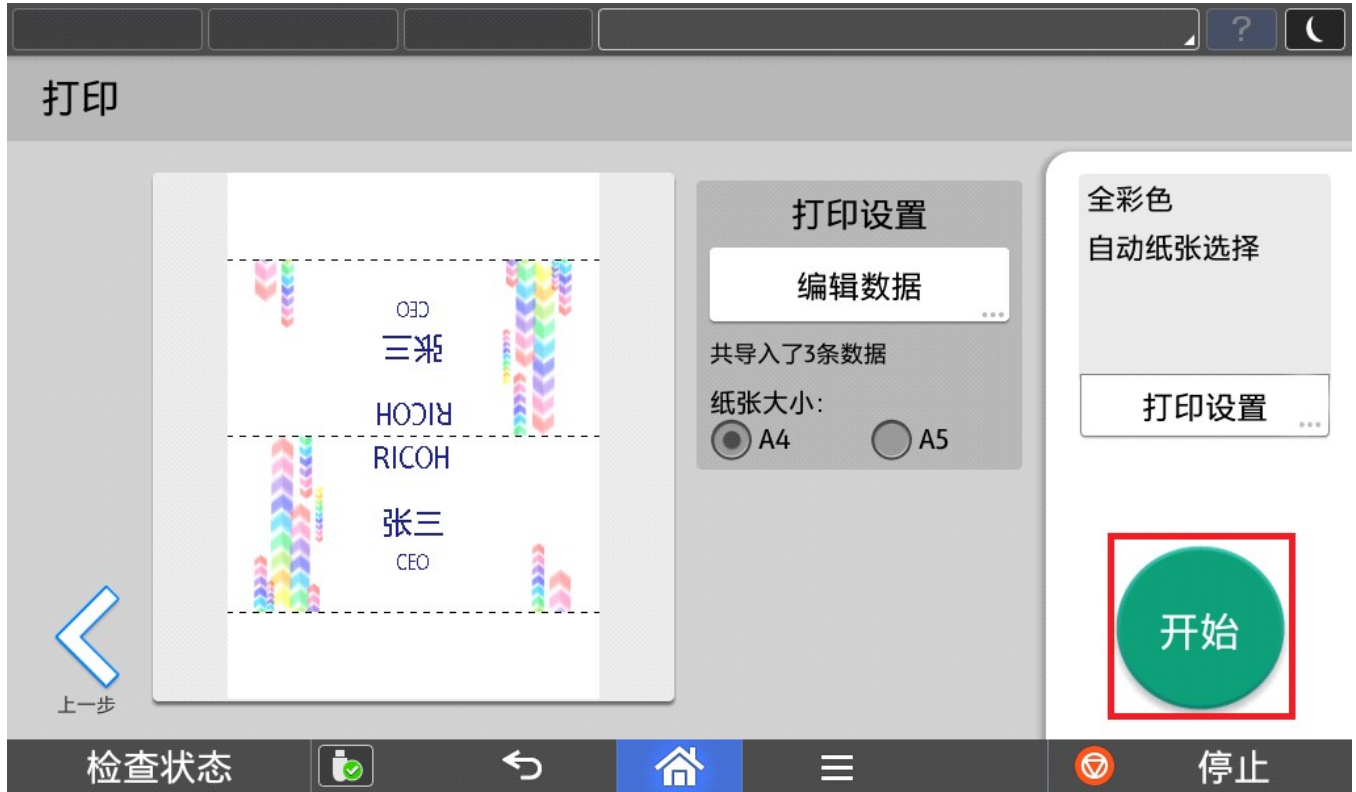 ?
打印
CEO
张三
RICOH
RICOH
张三
CEO
打印设置
编辑数据
...
共导入了3条数据
纸张大小:
A4 A5
全彩色
自动纸张选择
打印设置
...
开始
上一步
检查状态
停止